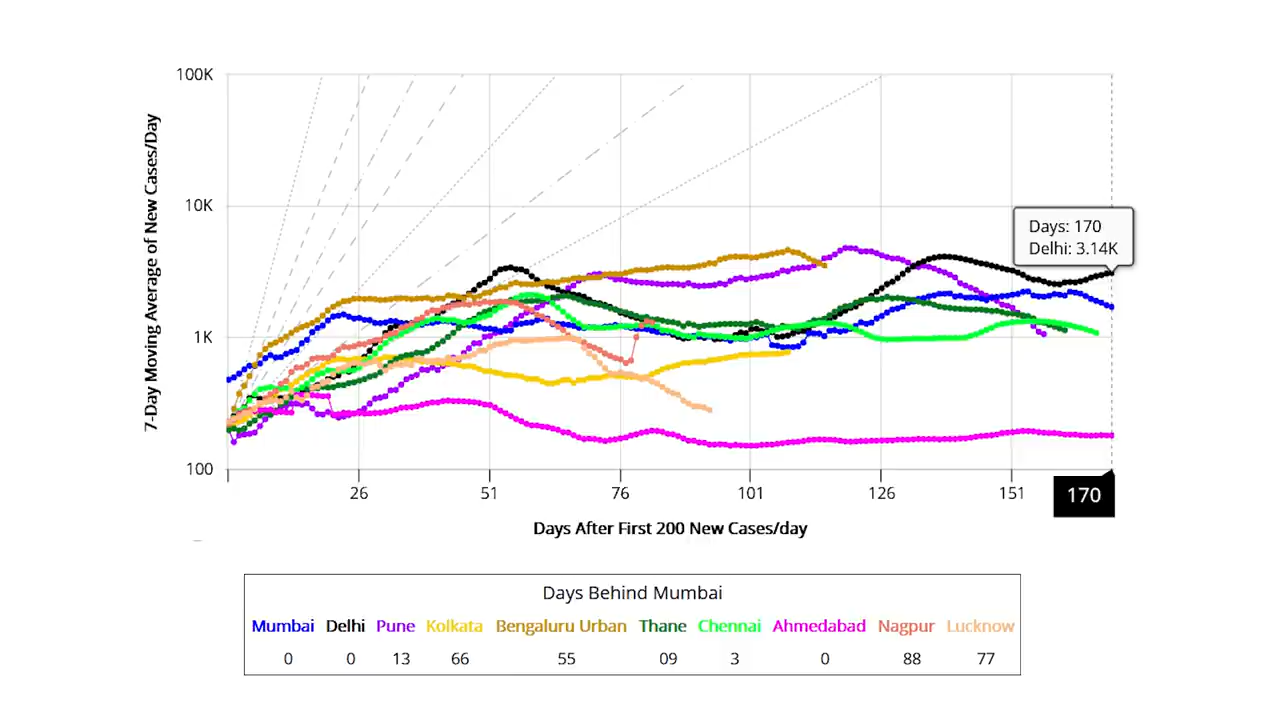 100K
10K
1K
100
7-Day Moving Average of New Cases/Day
Days: 170
Delhi: 3.14K
26 51 76 101 126 151 170
Days After First 200 New Cases/day
Days Behind Mumbai
Mumbai Delhi Pune Kolkata Bengaluru Urban Thane Chennai Ahmedabad Nagpur Lucknow
0 0 13 66 55 09 3 0 88 77